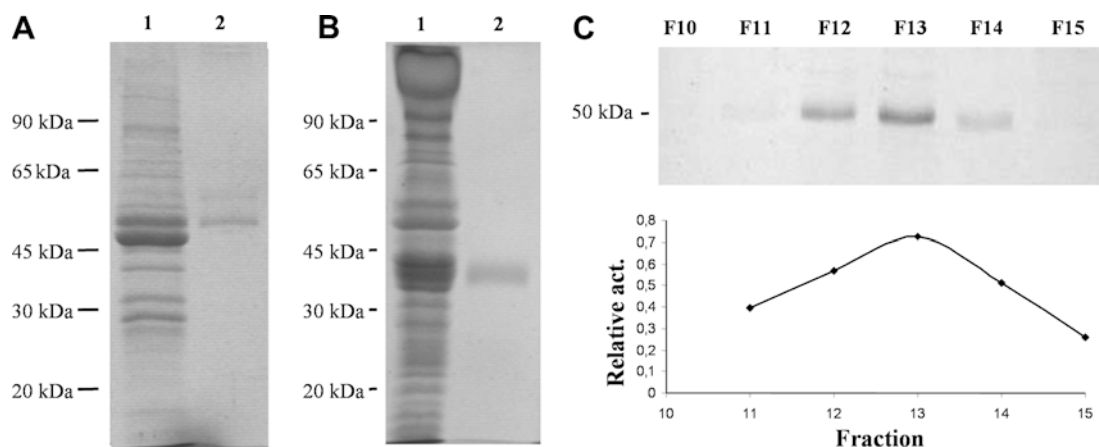 A
1 2
90 kDa
65 kDa
45 kDa
30 kDa
20 kDa
B
1 2
90 kDa
65 kDa
45 kDa
30 kDa
20 kDa
C
F10 F11 F12 F13 F14 F15
50 kDa
Relative act.
0,8
0,7
0,6
0,5
0,4
0,3
0,2
0,1
0
10 11 12 13 14 15
Fraction